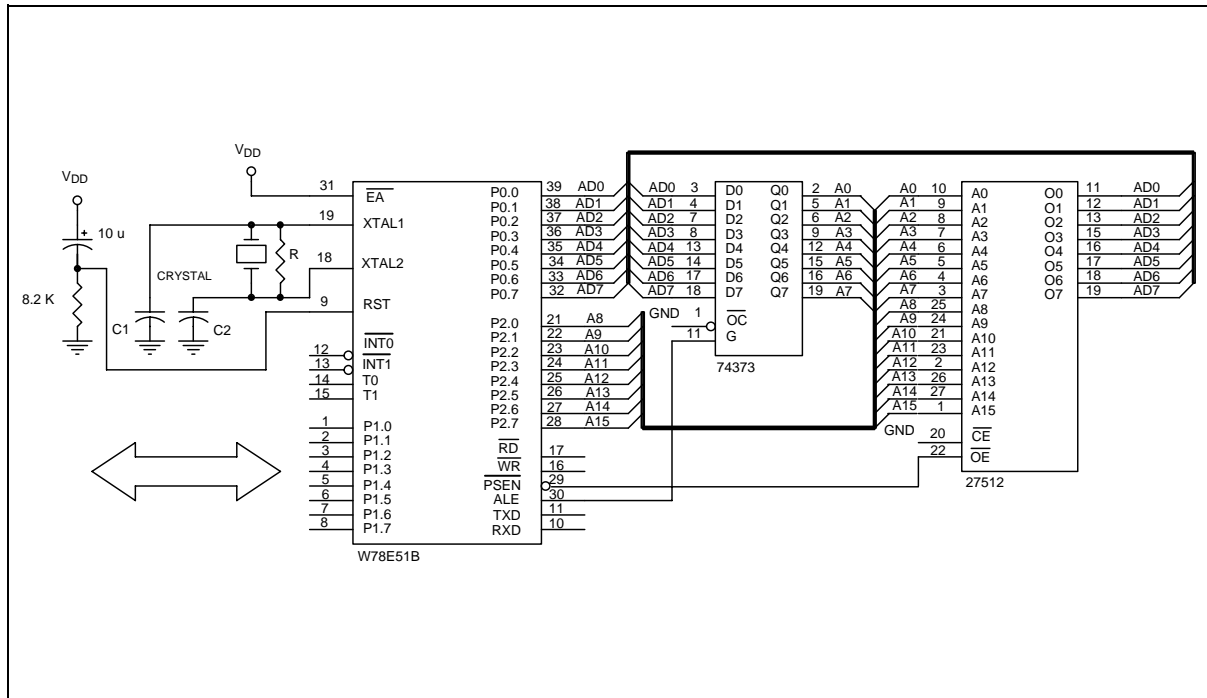 VDD
10 u
8.2 K
C1
CRYSTAL
C2
R
VDD
31 EA
19 XTAL1
18 XTAL2
9 RST
12 INT0
13 INT1
14 T0
15 T1
1 P1.0
2 P1.1
3 P1.2
4 P1.3
5 P1.4
6 P1.5
7 P1.6
8 P1.7
P0.0 39 AD0
P0.1 38 AD1
P0.2 37 AD2
P0.3 36 AD3
P0.4 35 AD4
P0.5 34 AD5
P0.6 33 AD6
P0.7 32 AD7
P2.0 21 A8
P2.1 22 A9
P2.2 23 A10
P2.3 24 A11
P2.4 25 A12
P2.5 26 A13
P2.6 27 A14
P2.7 28 A15
RD 17
WR 16
PSEN 29
ALE 30
TXD 11
RXD 10
W78E51B
AD0 3 D0 Q0 2 A0
AD1 4 D1 Q1 5 A1
AD2 7 D2 Q2 6 A2
AD3 8 D3 Q3 9 A3
AD4 13 D4 Q4 12 A4
AD5 14 D5 Q5 15 A5
AD6 17 D6 Q6 16 A6
AD7 18 D7 Q7 19 A7
GND 1 OC
11 G
74373
A0 10 A0 O0 11 AD0
A1 9 A1 O1 12 AD1
A2 8 A2 O2 13 AD2
A3 7 A3 O3 15 AD3
A4 6 A4 O4 16 AD4
A5 5 A5 O5 17 AD5
A6 4 A6 O6 18 AD6
A7 3 A7 O7 19 AD7
A8 25 A8
A9 24 A9
A10 21 A10
A11 23 A11
A12 2 A12
A13 26 A13
A14 27 A14
A15 1 A15
GND 20 CE
22 OE
27512